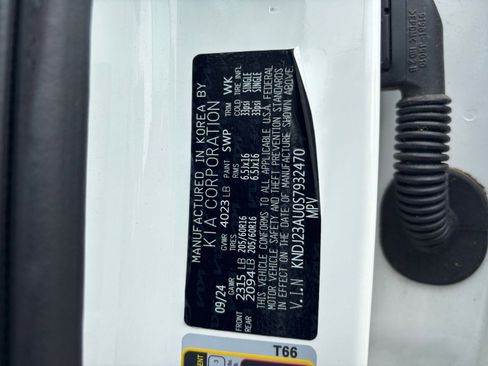 MANUFACTURED IN KOREA BY
KIA CORPORATION
09/24 GVWR 4023 LB PAINT SWP TRIM WK
GAWR TIRES RIMS COLD TIRE INFL
FRONT 2315 LB 205/60R16 6.5Jx16 33psi SINGLE
REAR 2094 LB 205/60R16 6.5Jx16 33psi SINGLE
THIS VEHICLE CONFORMS TO ALL APPLICABLE U.S.A. FEDERAL
MOTOR VEHICLE SAFETY AND THEFT PREVENTION STANDARDS
IN EFFECT ON THE DATE OF MANUFACTURE SHOWN ABOVE.
V.I.N KNDJ23AU0S7932470
MPV
T66